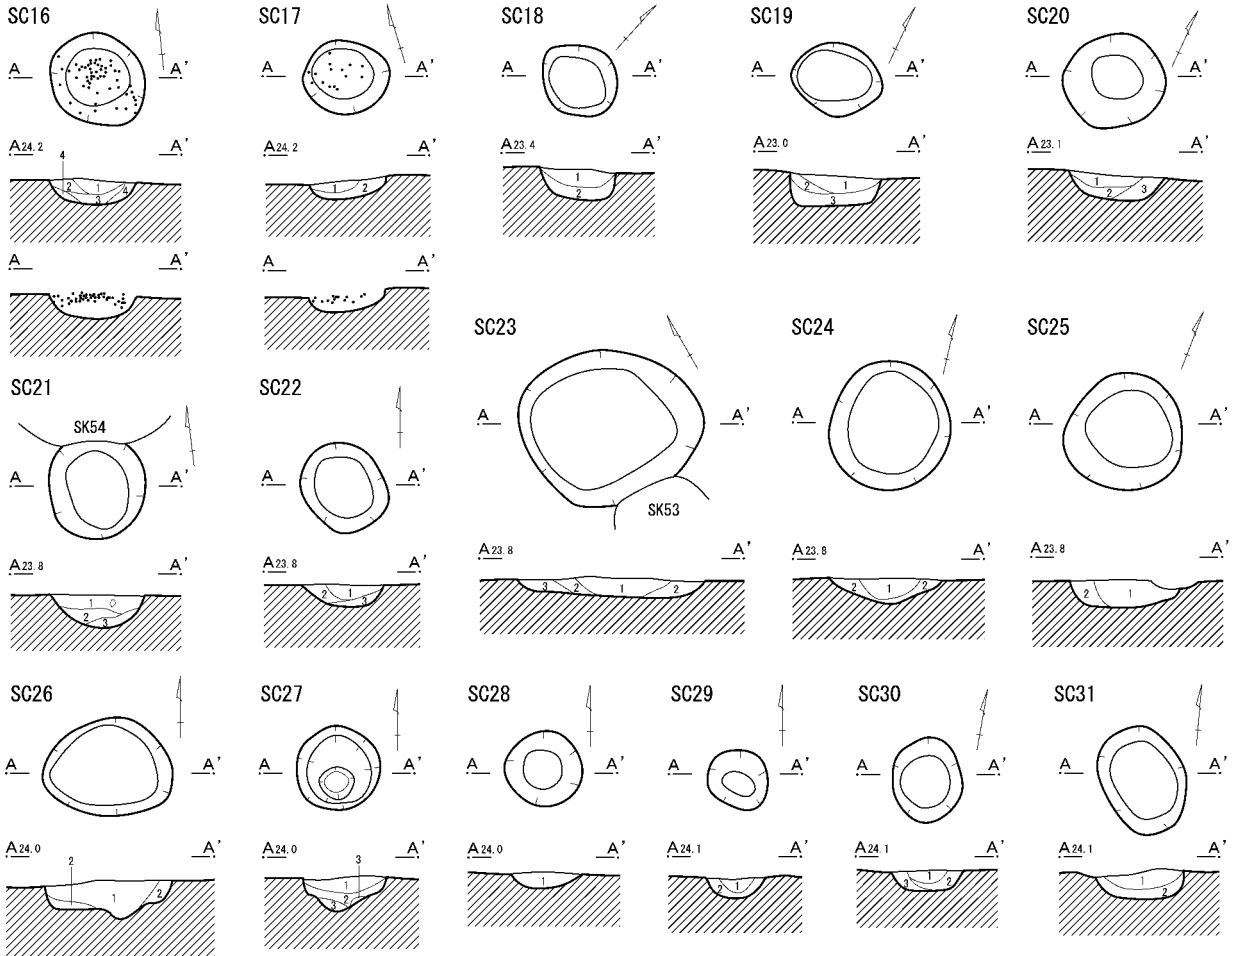 SC16
A A'
A 24.2 A'
4
2 1 4
3
A A'
SC17
A A'
A 24.2 A'
1 2
A A'
SC18
A A'
A 23.4 A'
1
2
SC19
A A'
A 23.0 A'
2 1
3
SC20
A A'
A 23.1 A'
1 2 3
SC21
SK54
A A'
A 23.8 A'
1
2 3
SC22
A A'
A 23.8 A'
2 1
3
SC23
A A'
SK53
A 23.8 A'
3 2 1 2
SC24
A A'
A 23.8 A'
2 1 2
SC25
A A'
A 23.8 A'
2 1
SC26
A A'
A 24.0 A'
2
1 2
SC27
A A'
A 24.0 A'
3
1
2
3
SC28
A A'
A 24.0 A'
1
SC29
A A'
A 24.1 A'
2 1
SC30
A A'
A 24.1 A'
1
3 2
SC31
A A'
A 24.1 A'
1
2